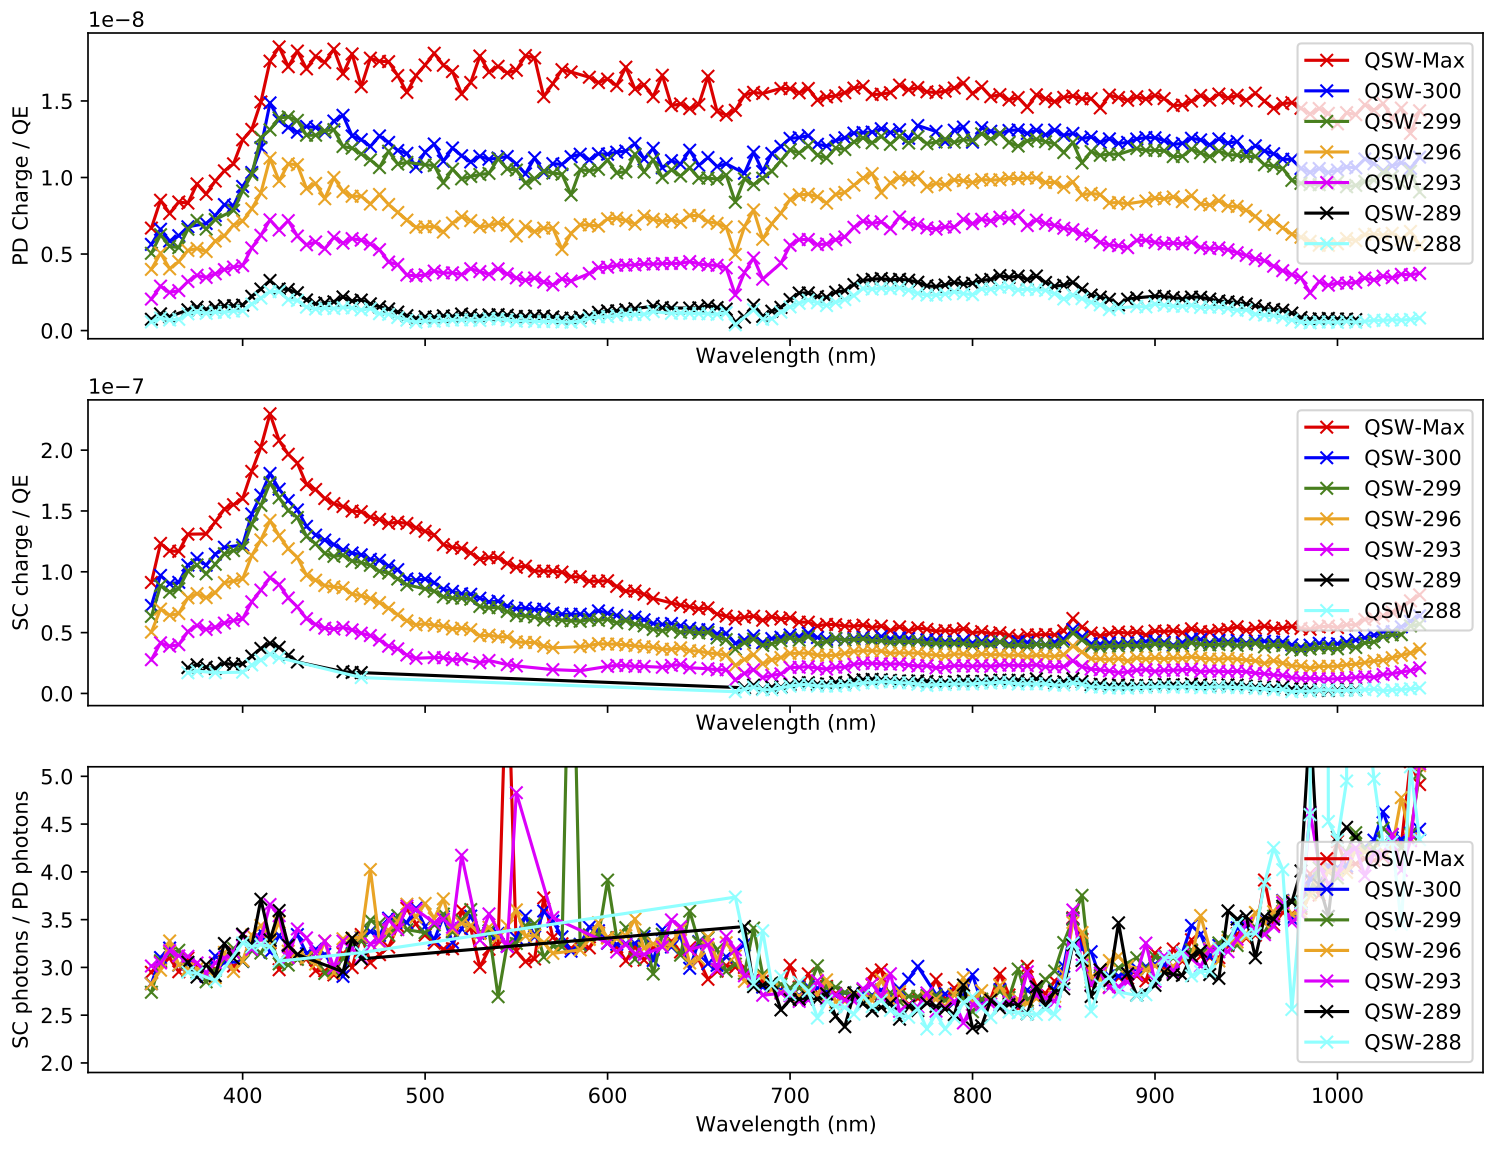 1e−8
PD Charge / QE
1.5
1.0
0.5
0.0
QSW-Max
QSW-300
QSW-299
QSW-296
QSW-293
QSW-289
QSW-288
Wavelength (nm)
1e−7
SC charge / QE
2.0
1.5
1.0
0.5
0.0
QSW-Max
QSW-300
QSW-299
QSW-296
QSW-293
QSW-289
QSW-288
Wavelength (nm)
SC photons / PD photons
5.0
4.5
4.0
3.5
3.0
2.5
2.0
QSW-Max
QSW-300
QSW-299
QSW-296
QSW-293
QSW-289
QSW-288
400 500 600 700 800 900 1000
Wavelength (nm)